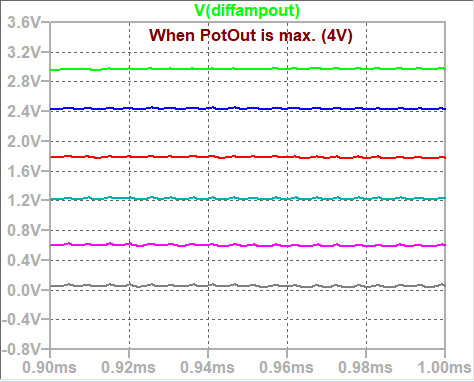 V(diffampout)
When PotOut is max. (4V)
3.6V
3.2V
2.8V
2.4V
2.0V
1.6V
1.2V
0.8V
0.4V
0.0V
-0.4V
-0.8V
0.90ms 0.92ms 0.94ms 0.96ms 0.98ms 1.00ms